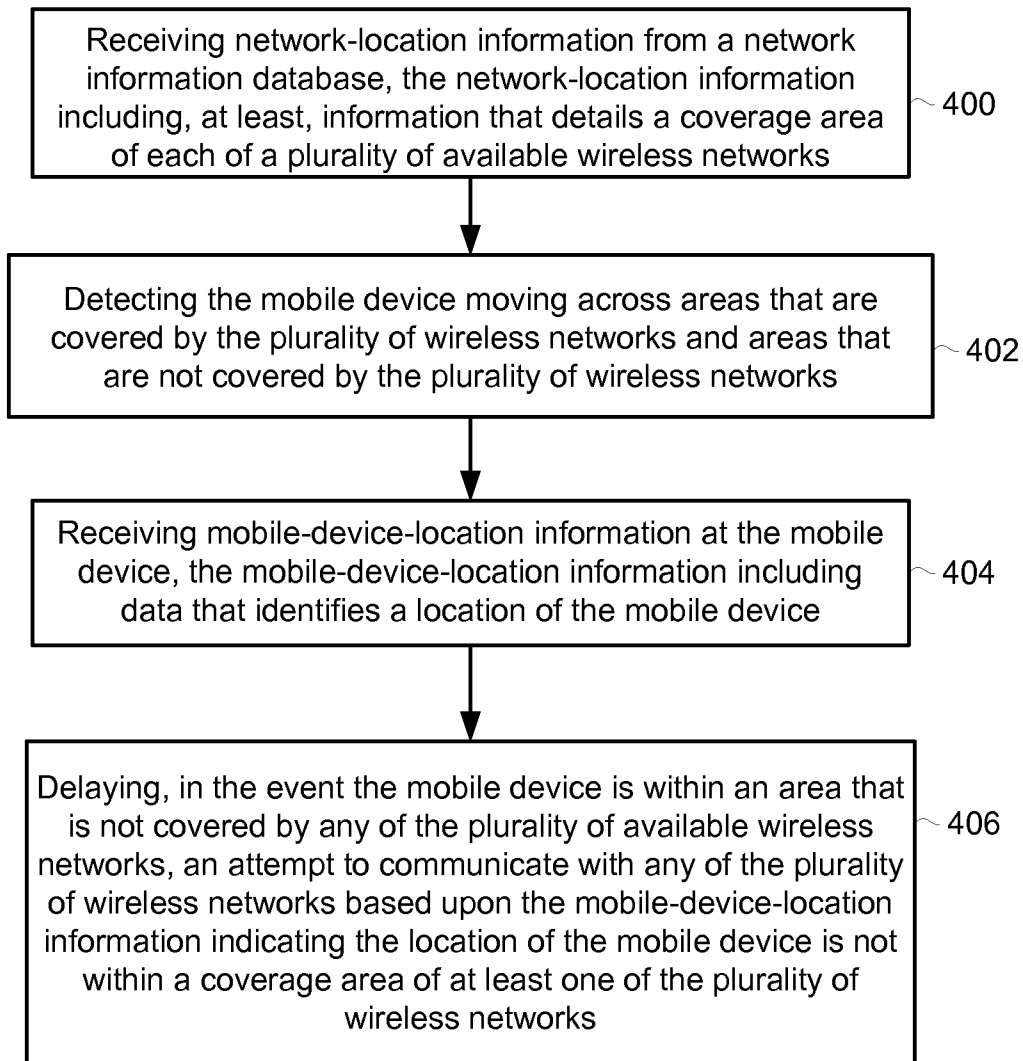 Receiving network-location information from a network
information database, the network-location information
including, at least, information that details a coverage area
of each of a plurality of available wireless networks
400
Detecting the mobile device moving across areas that are
covered by the plurality of wireless networks and areas that
are not covered by the plurality of wireless networks
402
Receiving mobile-device-location information at the mobile
device, the mobile-device-location information including
data that identifies a location of the mobile device
404
Delaying, in the event the mobile device is within an area that
is not covered by any of the plurality of available wireless
networks, an attempt to communicate with any of the plurality
of wireless networks based upon the mobile-device-location
information indicating the location of the mobile device is not
within a coverage area of at least one of the plurality of
wireless networks
406